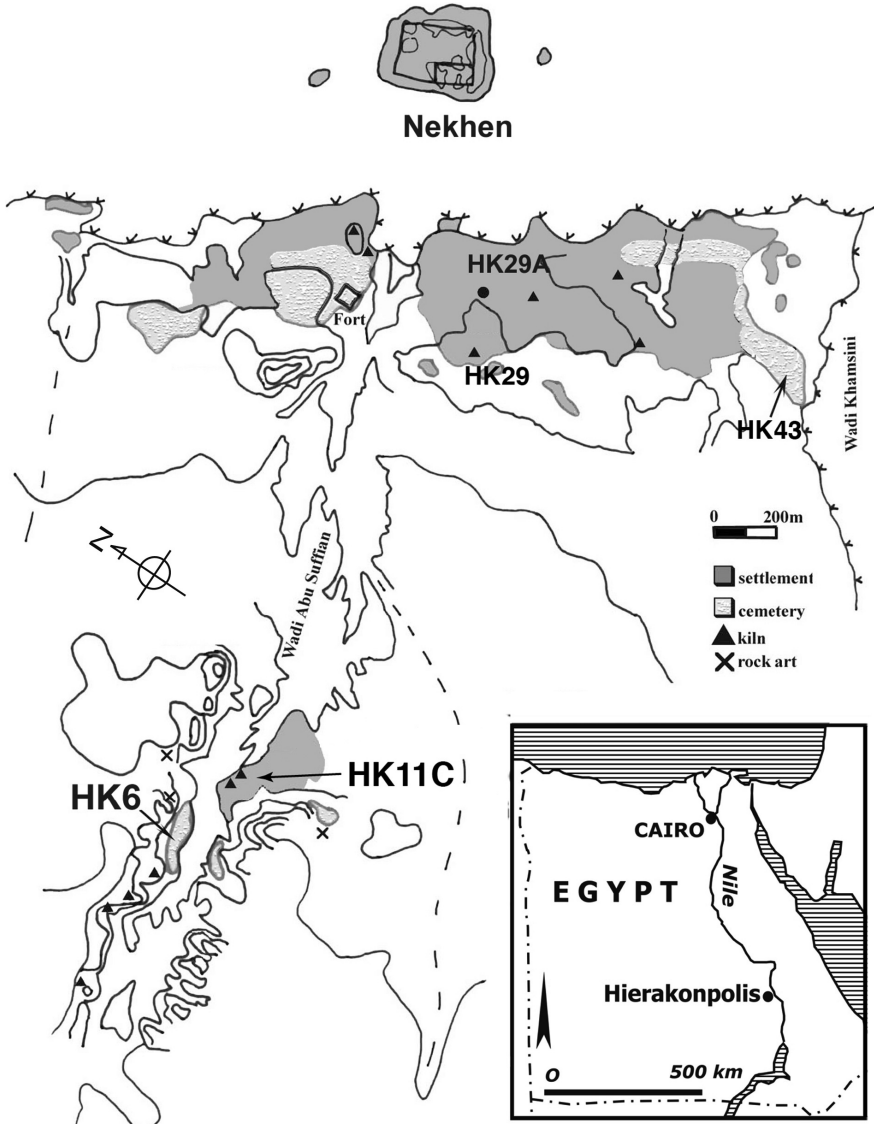 Nekhen
HK29A
Fort
HK29
HK43
Wadi Khamsini
0 200m
settlement
cemetery
kiln
rock art
N
Wadi Abu Suffian
HK11C
HK6
CAIRO
Nile
EGYPT
Hierakonpolis
O 500 km